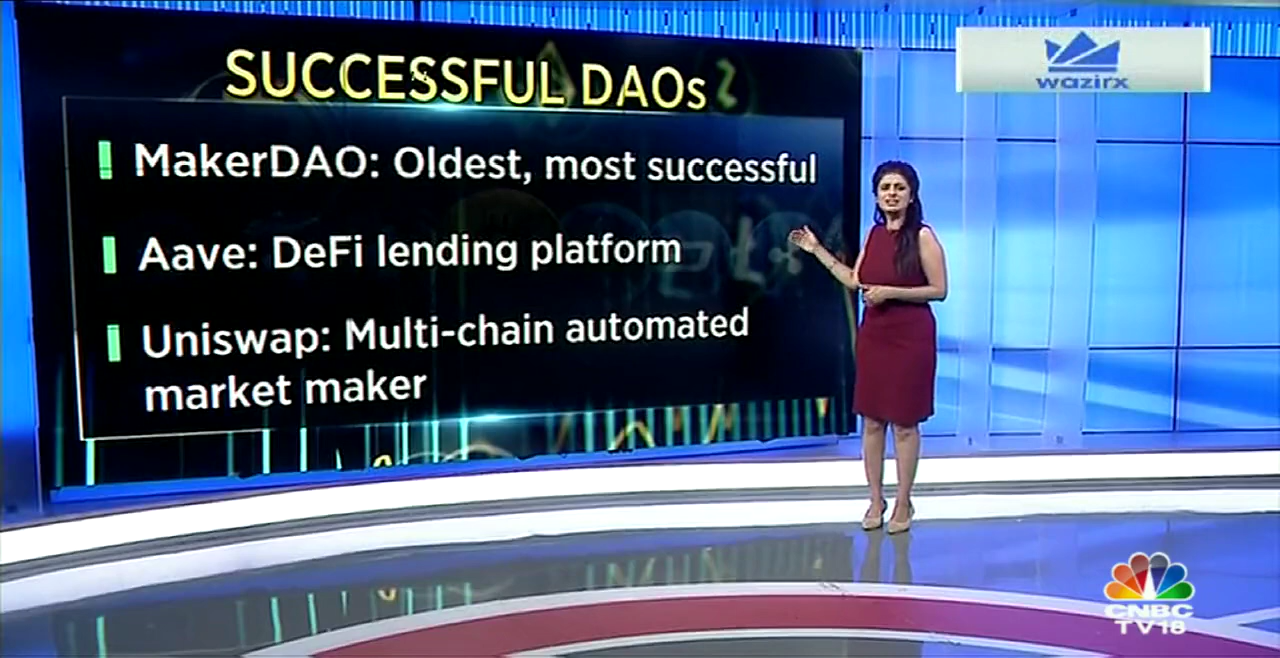 SUCCESSFUL DAOs
MakerDAO: Oldest, most successful
Aave: DeFi lending platform
Uniswap: Multi-chain automated
market maker
wazirx
CNBC
TV18